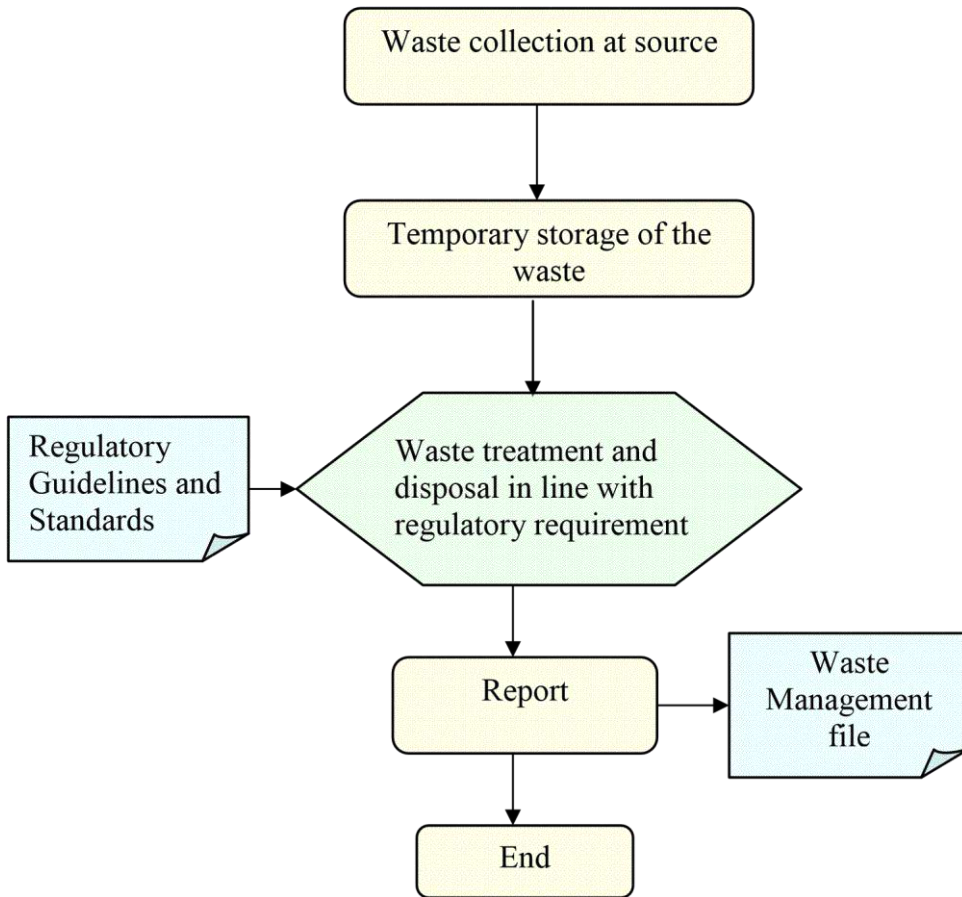 Waste collection at source
Temporary storage of the
waste
Regulatory
Guidelines and
Standards
Waste treatment and
disposal in line with
regulatory requirement
Report
Waste
Management
file
End